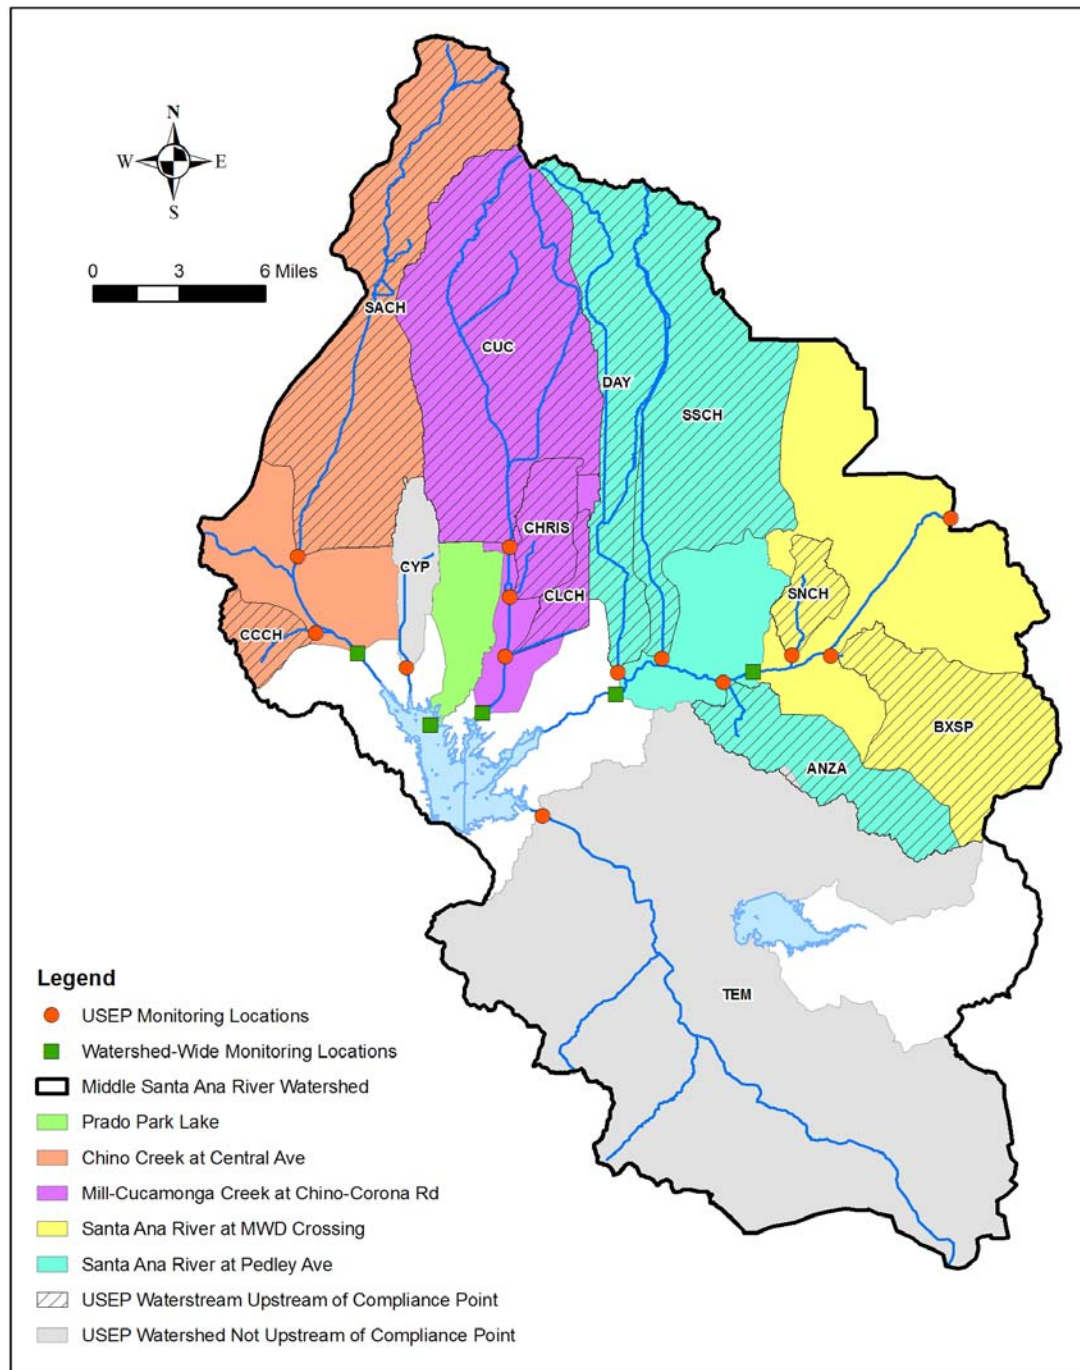 N
W E
S
0 3 6 Miles
SACH
CUC
DAY
SSCH
CHRIS
CYP
CLCH
SNCH
CCCH
BXSP
ANZA
TEM
Legend
USEP Monitoring Locations
Watershed-Wide Monitoring Locations
Middle Santa Ana River Watershed
Prado Park Lake
Chino Creek at Central Ave
Mill-Cucamonga Creek at Chino-Corona Rd
Santa Ana River at MWD Crossing
Santa Ana River at Pedley Ave
USEP Waterstream Upstream of Compliance Point
USEP Watershed Not Upstream of Compliance Point